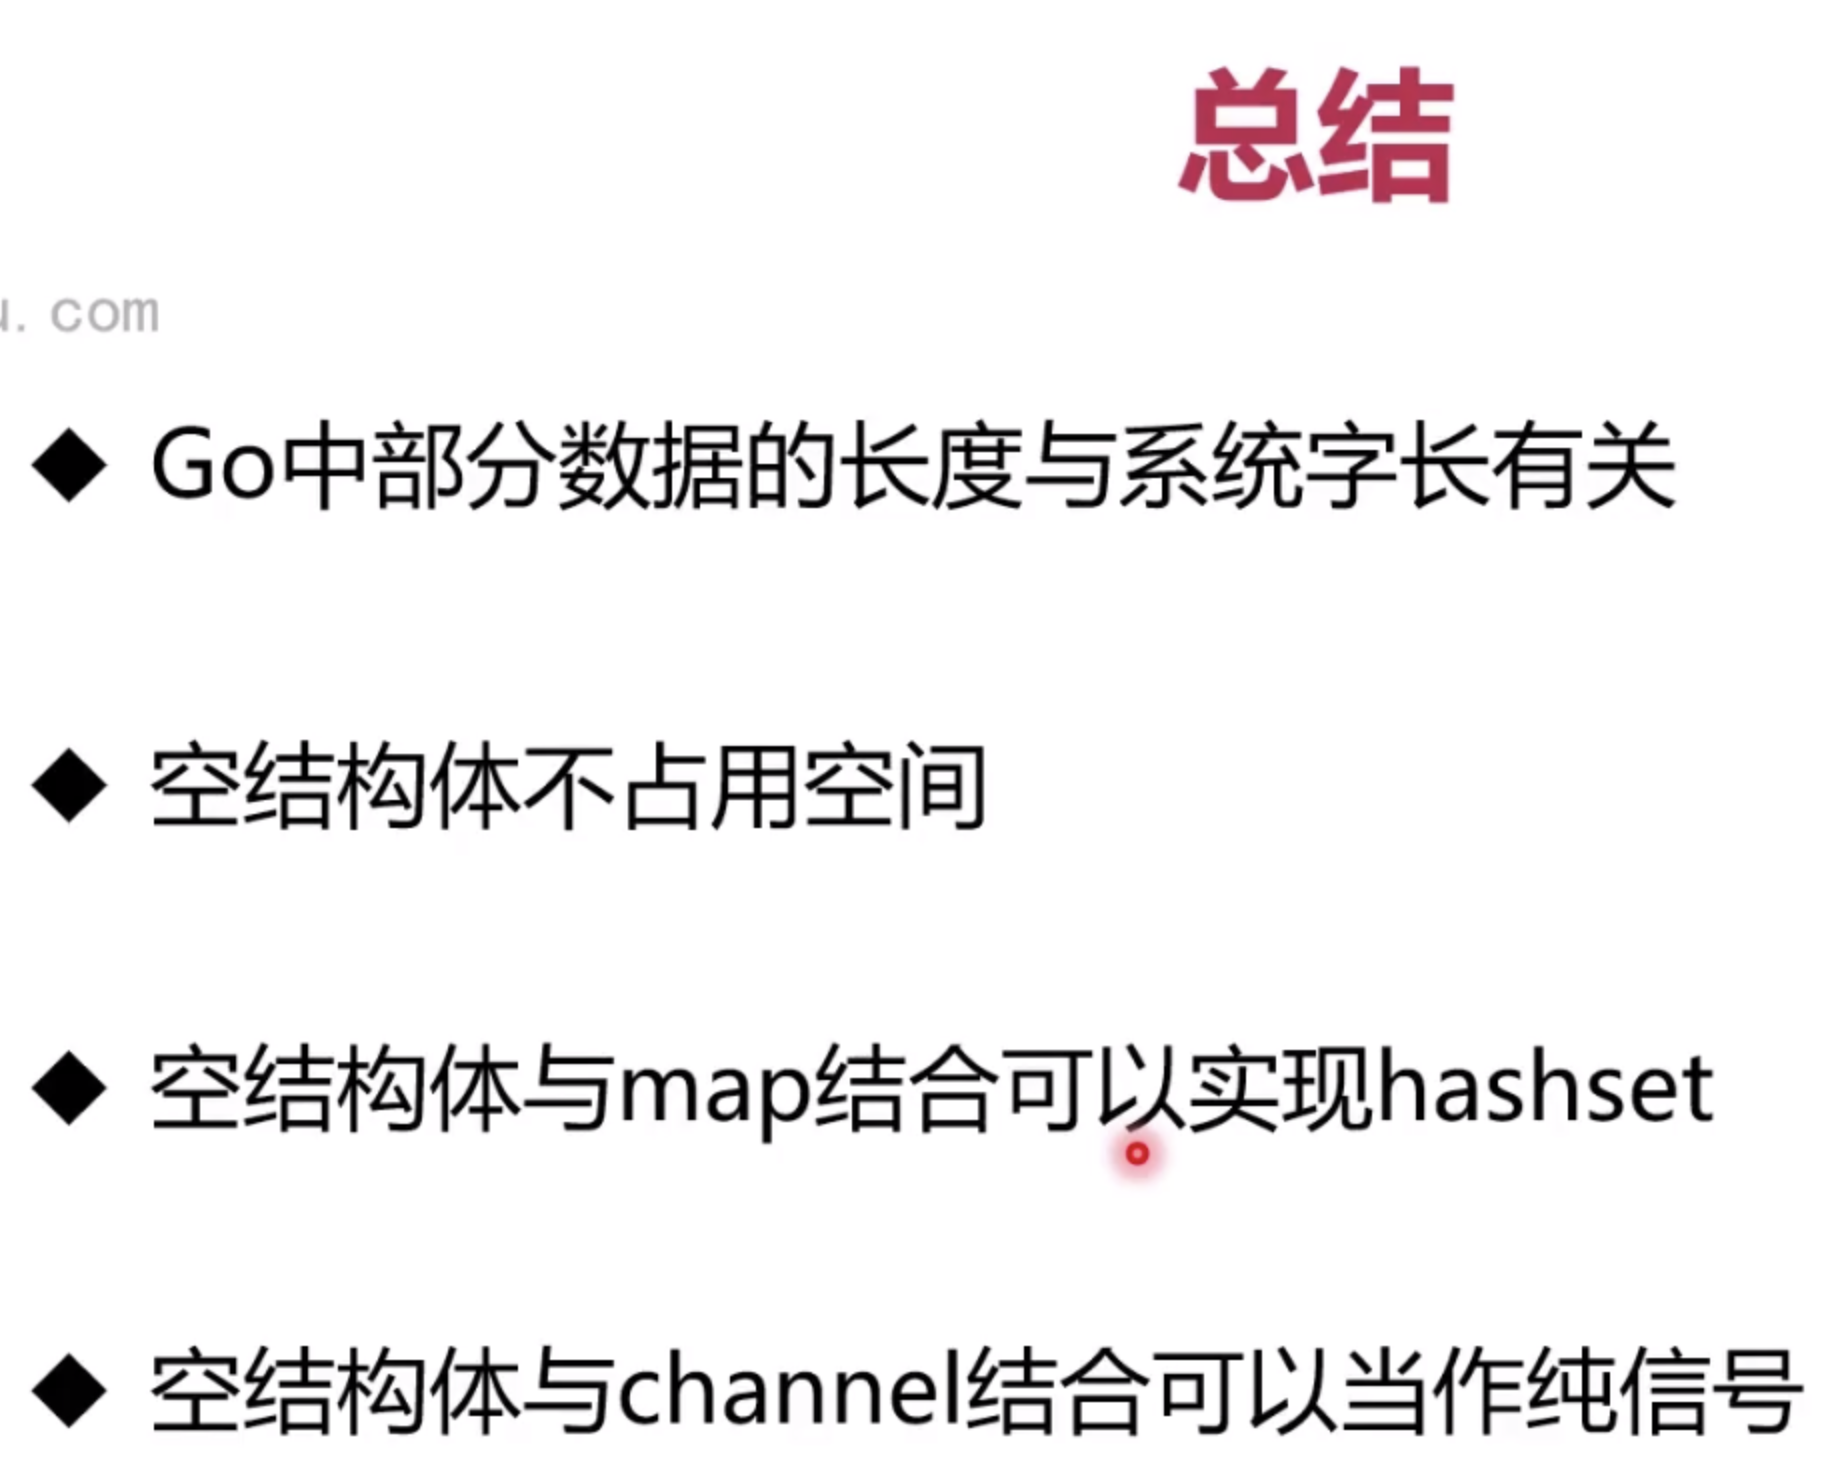 总结
u.com
Go中部分数据的长度与系统字长有关
空结构体不占用空间
空结构体与map结合可以实现hashset
空结构体与channel结合可以当作纯信号